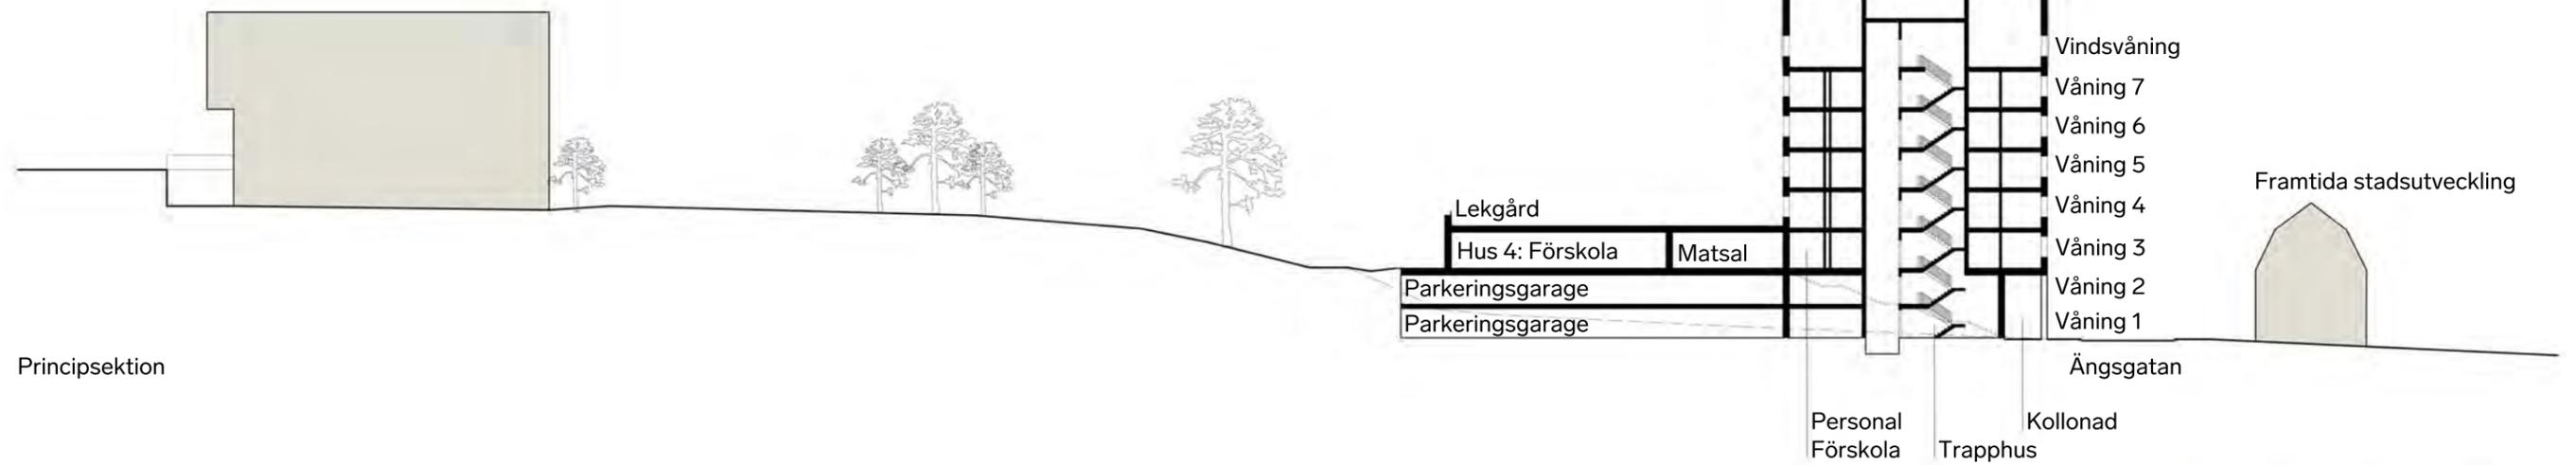 Vindsvåning
Våning 7
Våning 6
Våning 5
Framtida stadsutveckling
Våning 4
Lekgård
Våning 3
Hus 4: Förskola
Matsal
Våning 2
Parkeringsgarage
Våning 1
Parkeringsgarage
Principsektion
Ängsgatan
Personal
Förskola
Kollonad
Trapphus